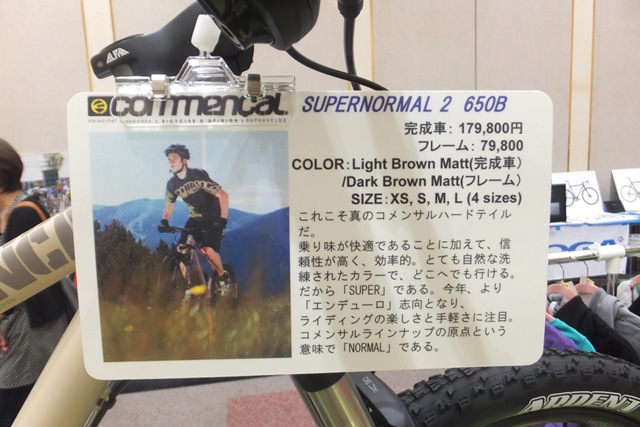 commencal.
SUPERNORMAL 2 650B
完成車: 179,800円
フレーム: 79,800
COLOR:Light Brown Matt(完成車)
/Dark Brown Matt(フレーム)
SIZE:XS, S, M, L (4 sizes)
これこそ真のコメンサルハードテイル
だ。
乗り味が快適であることに加えて、信
頼性が高く、効率的。とても自然な洗
練されたカラーで、どこへでも行ける。
だから「SUPER」である。今年、より
「エンデューロ」志向となり、
ライディングの楽しさと手軽さに注目。
コメンサルラインナップの原点という
意味で「NORMAL」である。
ARDENT